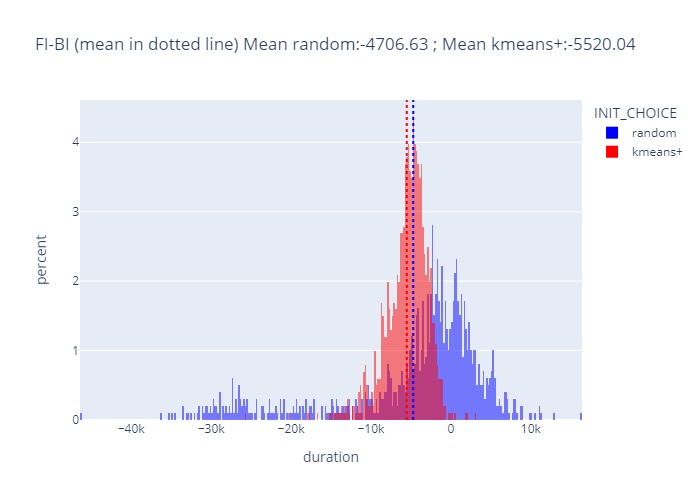 FI-BI (mean in dotted line) Mean random:-4706.63 ; Mean kmeans+:-5520.04
INIT_CHOICE
random
kmeans+
percent
4
3
2
1
0
−40k −30k −20k −10k 0 10k
duration